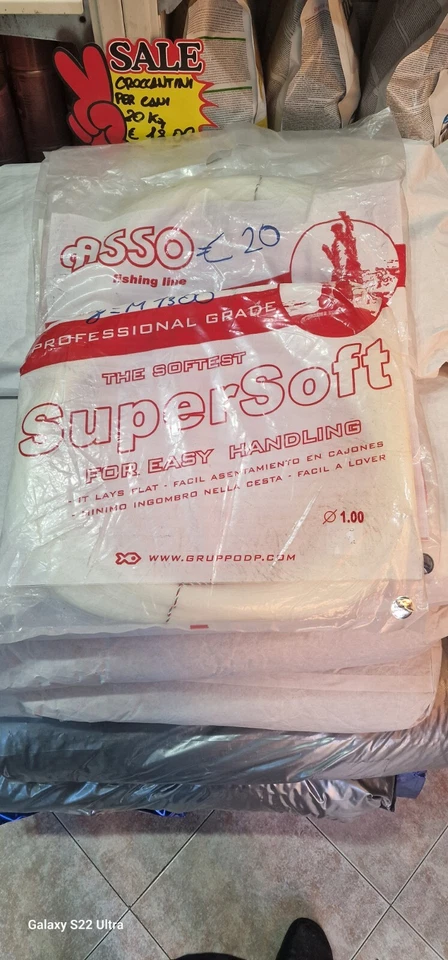 SALE
CROCCANTINI
PER CANI
20 Kg
€ 18.00
ASSO € 20
fishing line
PROFESSIONAL GRADE
THE SOFTEST
SuperSoft
FOR EASY HANDLING
- IT LAYS FLAT - FACIL ASENTAMIENTO EN CAJONES
- MINIMO INGOMBRO NELLA CESTA - FACIL A LOVER
Ø 1.00
WWW.GRUPPODP.COM
Galaxy S22 Ultra